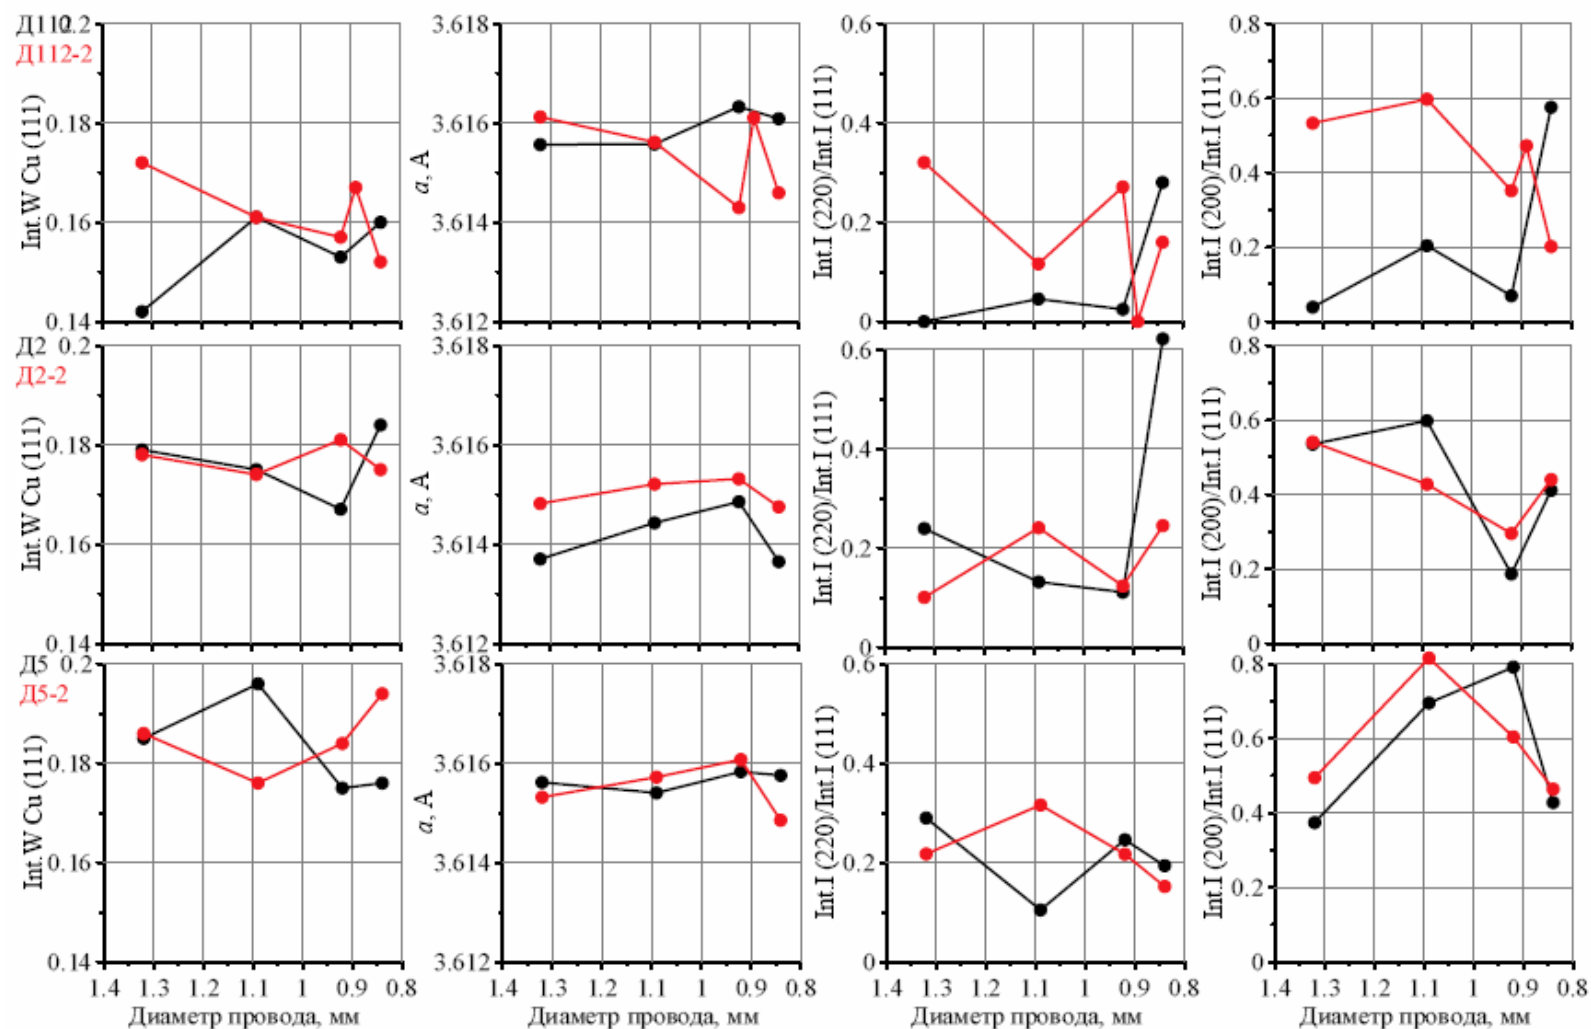 Д112
Д112-2
0.2
0.18
0.16
0.14
Int.W Cu (111)
3.618
3.616
3.614
3.612
a, A
0.6
0.4
0.2
0
Int.I (220)/Int.I (111)
0.8
0.6
0.4
0.2
0
Int.I (200)/Int.I (111)
Д2
Д2-2
0.2
0.18
0.16
0.14
Int.W Cu (111)
3.618
3.616
3.614
3.612
a, A
0.6
0.4
0.2
0
Int.I (220)/Int.I (111)
0.8
0.6
0.4
0.2
0
Int.I (200)/Int.I (111)
Д5
Д5-2
0.2
0.18
0.16
0.14
Int.W Cu (111)
3.618
3.616
3.614
3.612
a, A
0.6
0.4
0.2
0
Int.I (220)/Int.I (111)
0.8
0.6
0.4
0.2
0
Int.I (200)/Int.I (111)
1.4 1.3 1.2 1.1 1 0.9 0.8
Диаметр провода, мм
1.3 1.2 1.1 1 0.9 0.8
Диаметр провода, мм
1.4 1.3 1.2 1.1 1 0.9 0.8
Диаметр провода, мм
1.4 1.3 1.2 1.1 1 0.9 0.8
Диаметр провода, мм